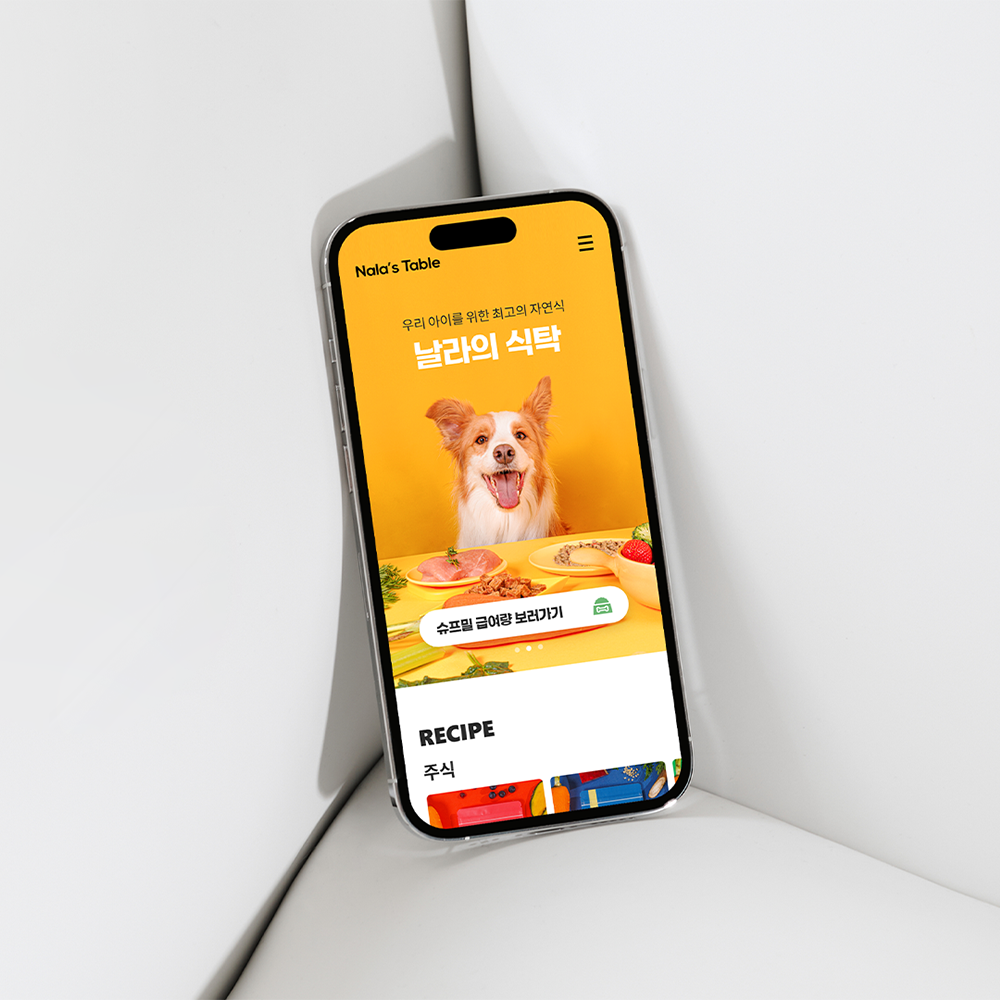 Nala's Table
우리 아이를 위한 최고의 자연식
날라의 식탁
슈프밀 급여량 보러가기
RECIPE
주식